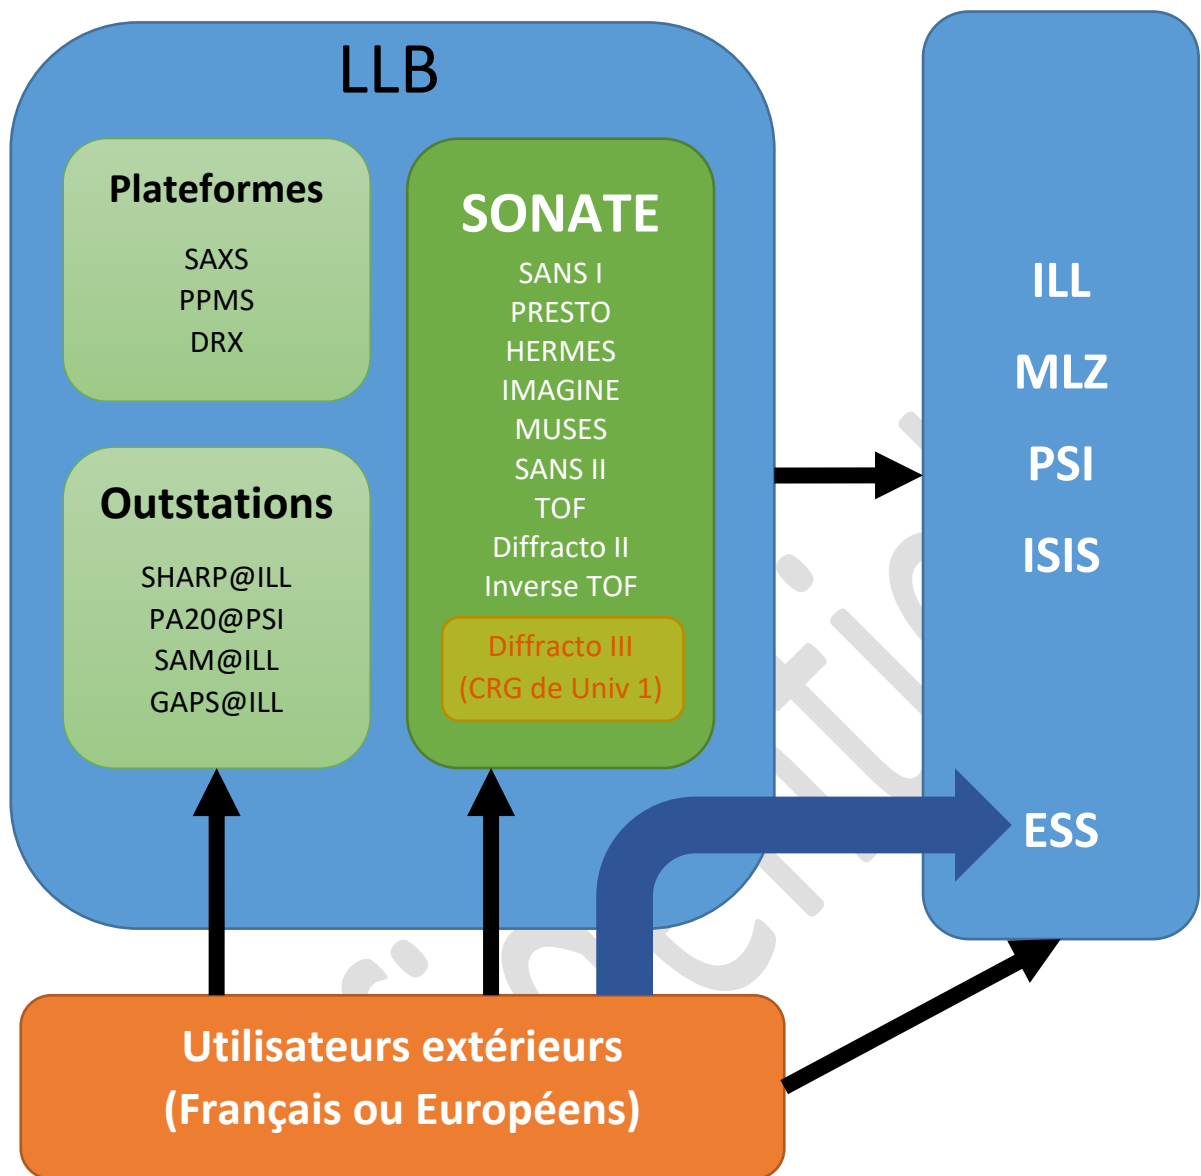 LLB
Plateformes
SAXS
PPMS
DRX
Outstations
SHARP@ILL
PA20@PSI
SAM@ILL
GAPS@ILL
SONATE
SANS I
PRESTO
HERMES
IMAGINE
MUSES
SANS II
TOF
Diffracto II
Inverse TOF
Diffracto III
(CRG de Univ 1)
ILL
MLZ
PSI
ISIS
ESS
Utilisateurs extérieurs
(Français ou Européens)